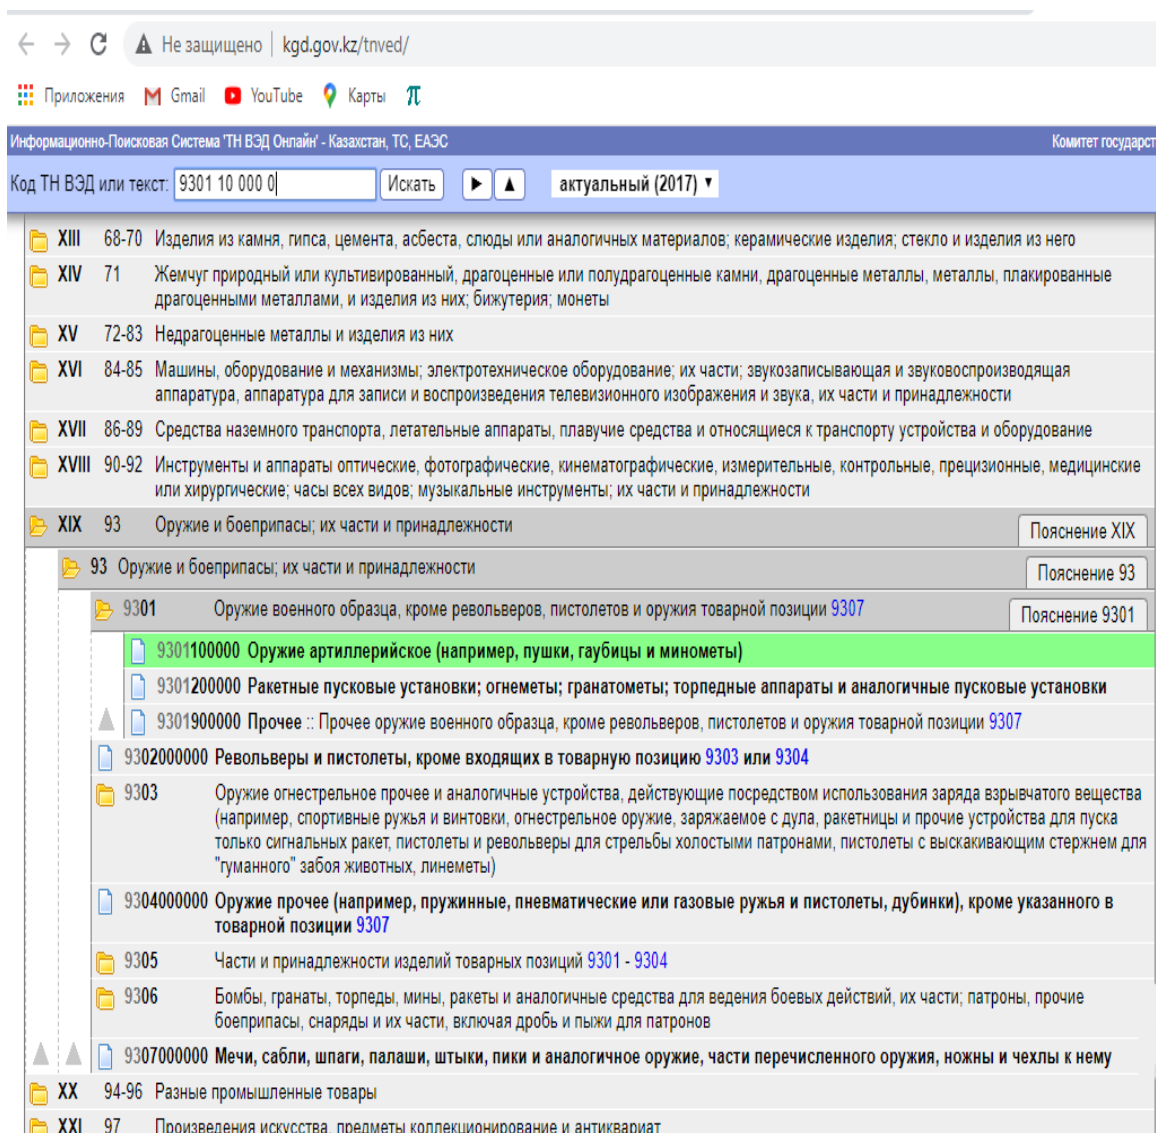 Не защищено kgd.gov.kz/tnved/
Приложения Gmail YouTube Карты π
Информационно-Поисковая Система 'ТН ВЭД Онлайн' - Казахстан, ТС, ЕАЭС Комитет государст
Код ТН ВЭД или текст: 9301 10 000 0 Искать актуальный (2017)
XIII 68-70 Изделия из камня, гипса, цемента, асбеста, слюды или аналогичных материалов; керамические изделия; стекло и изделия из него
XIV 71 Жемчуг природный или культивированный, драгоценные или полудрагоценные камни, драгоценные металлы, металлы, плакированные
драгоценными металлами, и изделия из них; бижутерия; монеты
XV 72-83 Недрагоценные металлы и изделия из них
XVI 84-85 Машины, оборудование и механизмы; электротехническое оборудование; их части; звукозаписывающая и звуковоспроизводящая
аппаратура, аппаратура для записи и воспроизведения телевизионного изображения и звука, их части и принадлежности
XVII 86-89 Средства наземного транспорта, летательные аппараты, плавучие средства и относящиеся к транспорту устройства и оборудование
XVIII 90-92 Инструменты и аппараты оптические, фотографические, кинематографические, измерительные, контрольные, прецизионные, медицинские
или хирургические; часы всех видов; музыкальные инструменты; их части и принадлежности
XIX 93 Оружие и боеприпасы; их части и принадлежности Пояснение XIX
93 Оружие и боеприпасы; их части и принадлежности Пояснение 93
9301 Оружие военного образца, кроме револьверов, пистолетов и оружия товарной позиции 9307 Пояснение 9301
9301100000 Оружие артиллерийское (например, пушки, гаубицы и минометы)
9301200000 Ракетные пусковые установки; огнеметы; гранатометы; торпедные аппараты и аналогичные пусковые установки
9301900000 Прочее :: Прочее оружие военного образца, кроме револьверов, пистолетов и оружия товарной позиции 9307
9302000000 Револьверы и пистолеты, кроме входящих в товарную позицию 9303 или 9304
9303 Оружие огнестрельное прочее и аналогичные устройства, действующие посредством использования заряда взрывчатого вещества
(например, спортивные ружья и винтовки, огнестрельное оружие, заряжаемое с дула, ракетницы и прочие устройства для пуска
только сигнальных ракет, пистолеты и револьверы для стрельбы холостыми патронами, пистолеты с выскакивающим стержнем для
"гуманного" забоя животных, линеметы)
9304000000 Оружие прочее (например, пружинные, пневматические или газовые ружья и пистолеты, дубинки), кроме указанного в
товарной позиции 9307
9305 Части и принадлежности изделий товарных позиций 9301 - 9304
9306 Бомбы, гранаты, торпеды, мины, ракеты и аналогичные средства для ведения боевых действий, их части; патроны, прочие
боеприпасы, снаряды и их части, включая дробь и пыжи для патронов
9307000000 Мечи, сабли, шпаги, палаши, штыки, пики и аналогичное оружие, части перечисленного оружия, ножны и чехлы к нему
XX 94-96 Разные промышленные товары
XXI 97 Произведения искусства, предметы коллекционирование и антиквариат